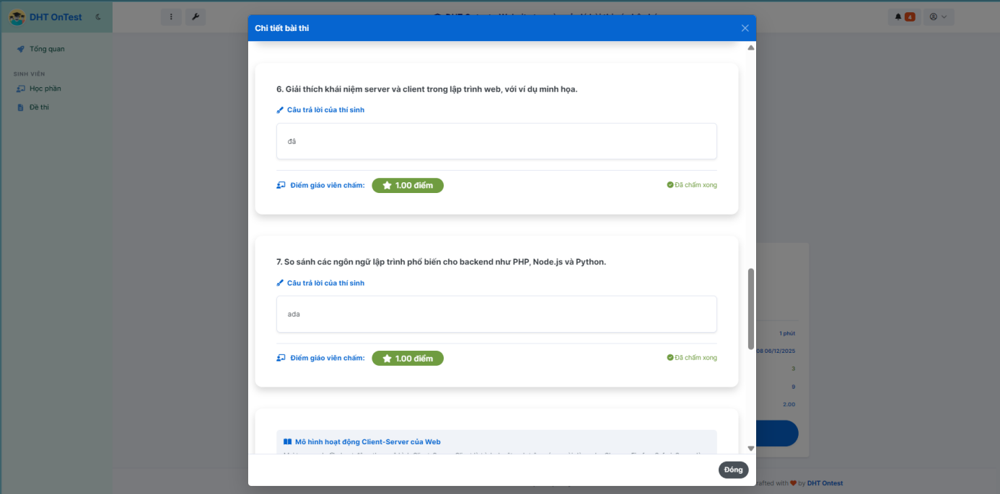 DHT OnTest
4
Tổng quan
SINH VIÊN
Học phần
Đề thi
Chi tiết bài thi
6. Giải thích khái niệm server và client trong lập trình web, với ví dụ minh họa.
Câu trả lời của thí sinh
đâ
Điểm giáo viên chấm: 1.00 điểm Đã chấm xong
7. So sánh các ngôn ngữ lập trình phổ biến cho backend như PHP, Node.js và Python.
Câu trả lời của thí sinh
ada
Điểm giáo viên chấm: 1.00 điểm Đã chấm xong
Mô hình hoạt động Client-Server của Web
Đóng
1 phút
08 06/12/2025
3
9
2.00
rafted with by DHT Ontest